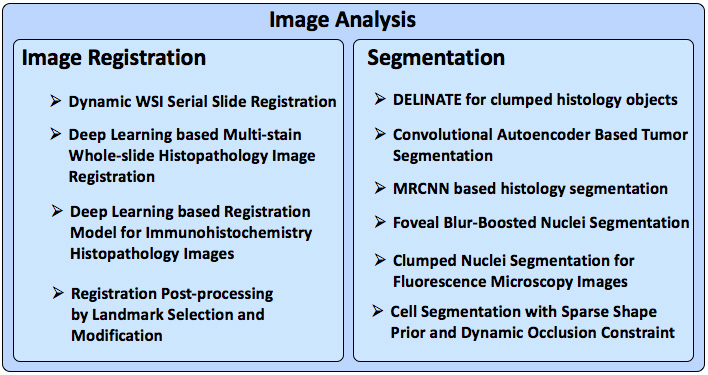 Image Analysis
Image Registration
➢ Dynamic WSI Serial Slide Registration
➢ Deep Learning based Multi-stain
Whole-slide Histopathology Image
Registration
➢ Deep Learning based Registration
Model for Immunohistochemistry
Histopathology Images
➢ Registration Post-processing
by Landmark Selection and
Modification
Segmentation
➢ DELINATE for clumped histology objects
➢ Convolutional Autoencoder Based Tumor
Segmentation
➢ MRCNN based histology segmentation
➢ Foveal Blur-Boosted Nuclei Segmentation
➢ Clumped Nuclei Segmentation for
Fluorescence Microscopy Images
➢ Cell Segmentation with Sparse Shape
Prior and Dynamic Occlusion Constraint